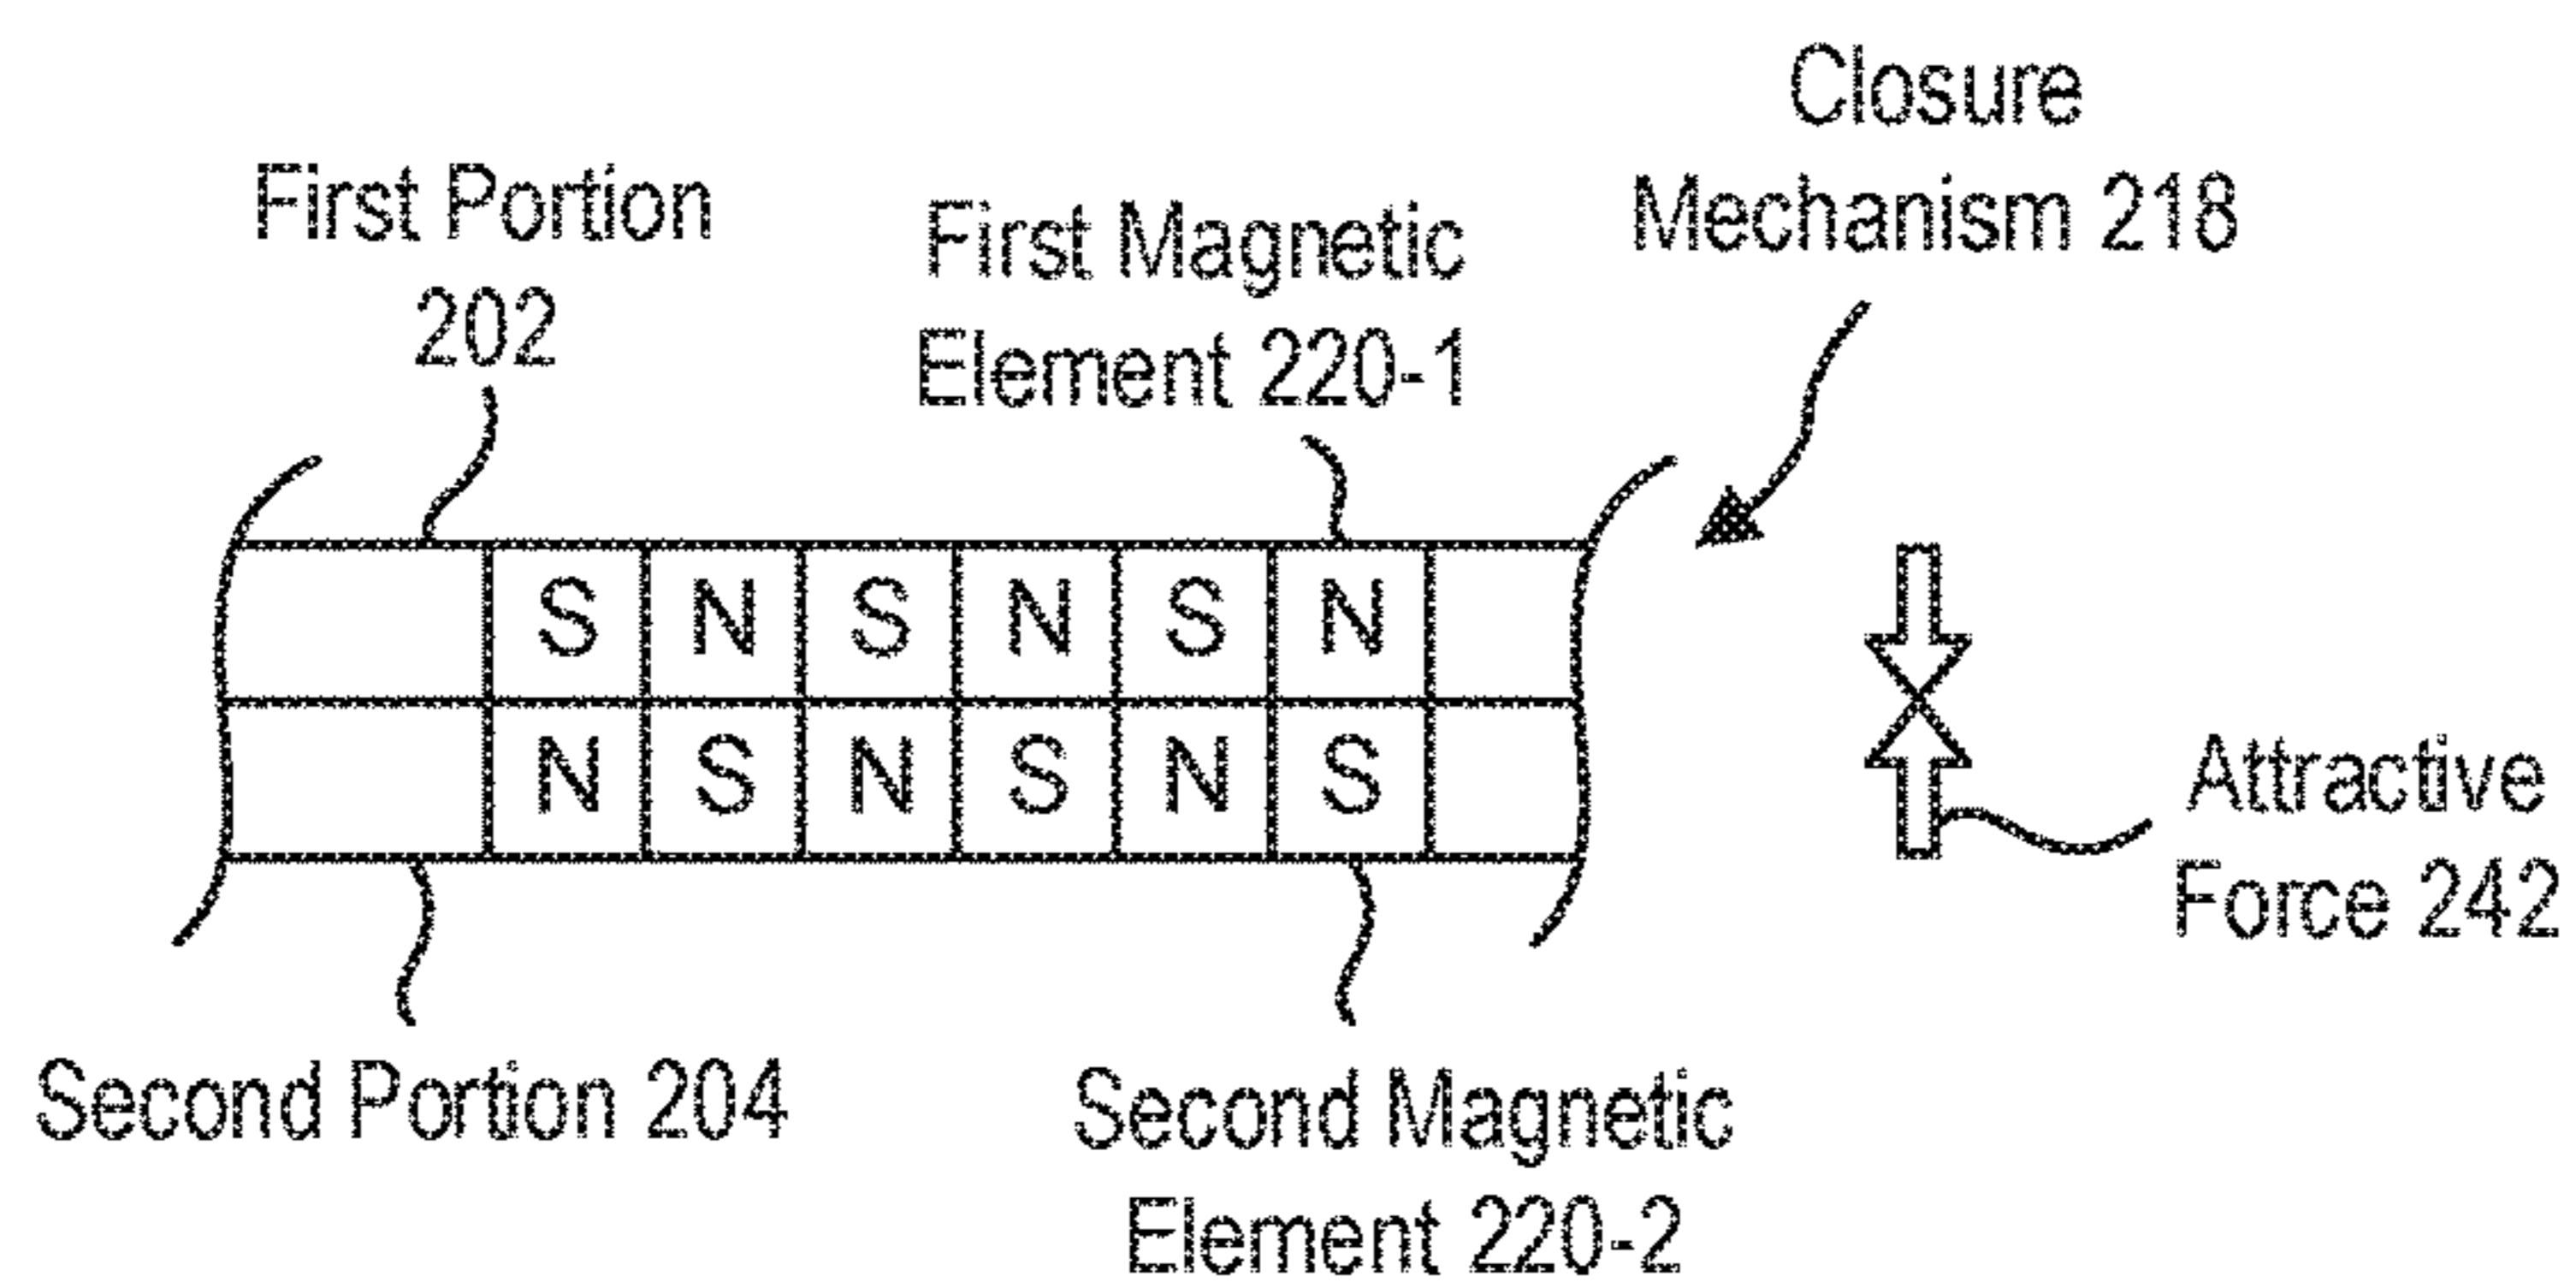 Closure
Mechanism 218
First Portion
202
First Magnetic
Element 220-1
S N S N S N
N S N S N S
Attractive
Force 242
Second Portion 204
Second Magnetic
Element 220-2